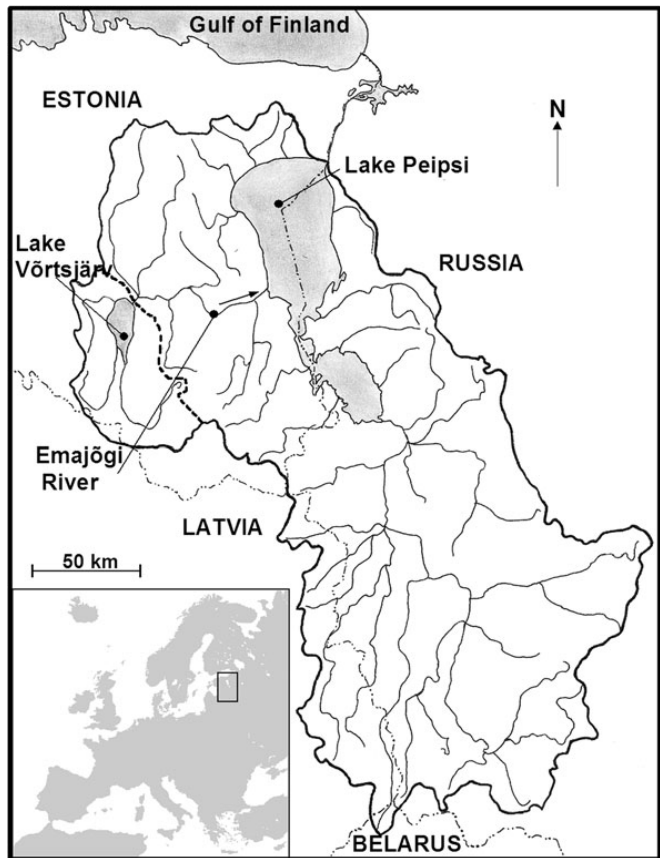 Gulf of Finland
ESTONIA
N
Lake Peipsi
Lake
Võrtsjärv
RUSSIA
Emajõgi
River
LATVIA
50 km
BELARUS